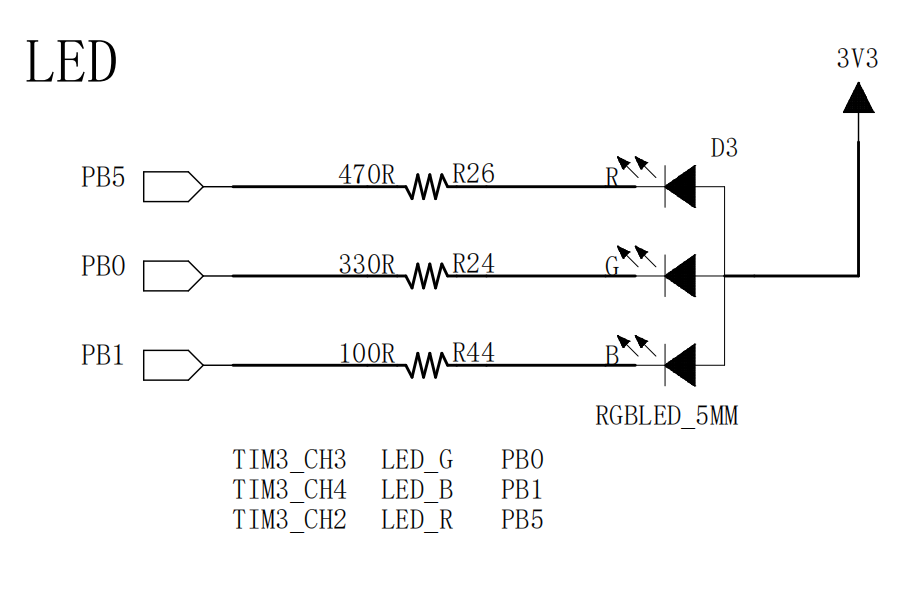 LED
3V3
D3
PB5 470R R26 R
PB0 330R R24 G
PB1 100R R44 B
RGBLED_5MM
TIM3_CH3 LED_G PB0
TIM3_CH4 LED_B PB1
TIM3_CH2 LED_R PB5